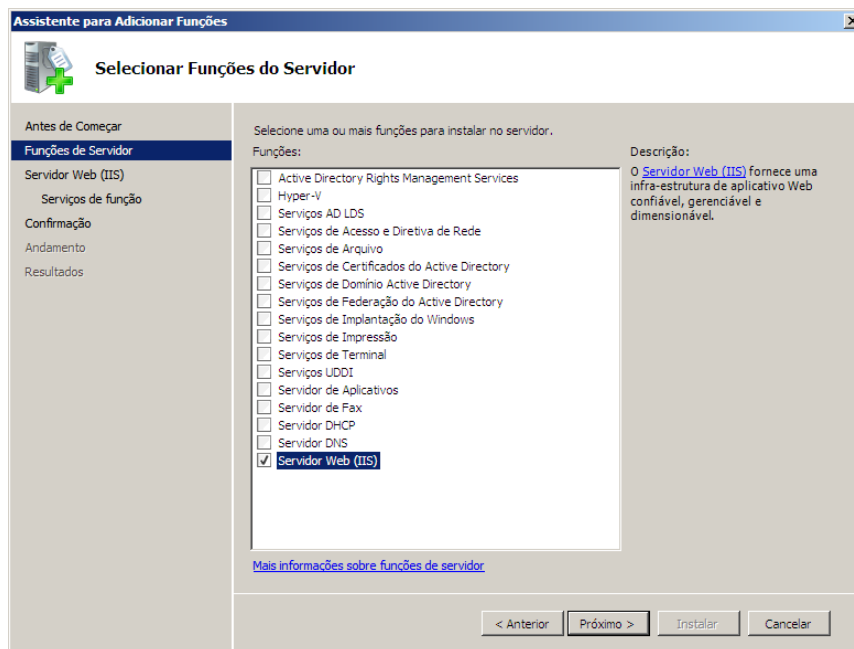 Assistente para Adicionar Funções
Selecionar Funções do Servidor
Antes de Começar
Funções de Servidor
Servidor Web (IIS)
Serviços de função
Confirmação
Andamento
Resultados
Selecione uma ou mais funções para instalar no servidor.
Funções:
Active Directory Rights Management Services
Hyper-V
Serviços AD LDS
Serviços de Acesso e Diretiva de Rede
Serviços de Arquivo
Serviços de Certificados do Active Directory
Serviços de Domínio Active Directory
Serviços de Federação do Active Directory
Serviços de Implantação do Windows
Serviços de Impressão
Serviços de Terminal
Serviços UDDI
Servidor de Aplicativos
Servidor de Fax
Servidor DHCP
Servidor DNS
Servidor Web (IIS)
Mais informações sobre funções de servidor
Descrição:
O Servidor Web (IIS) fornece uma
infra-estrutura de aplicativo Web
confiável, gerenciável e
dimensionável.
< Anterior
Próximo >
Instalar
Cancelar